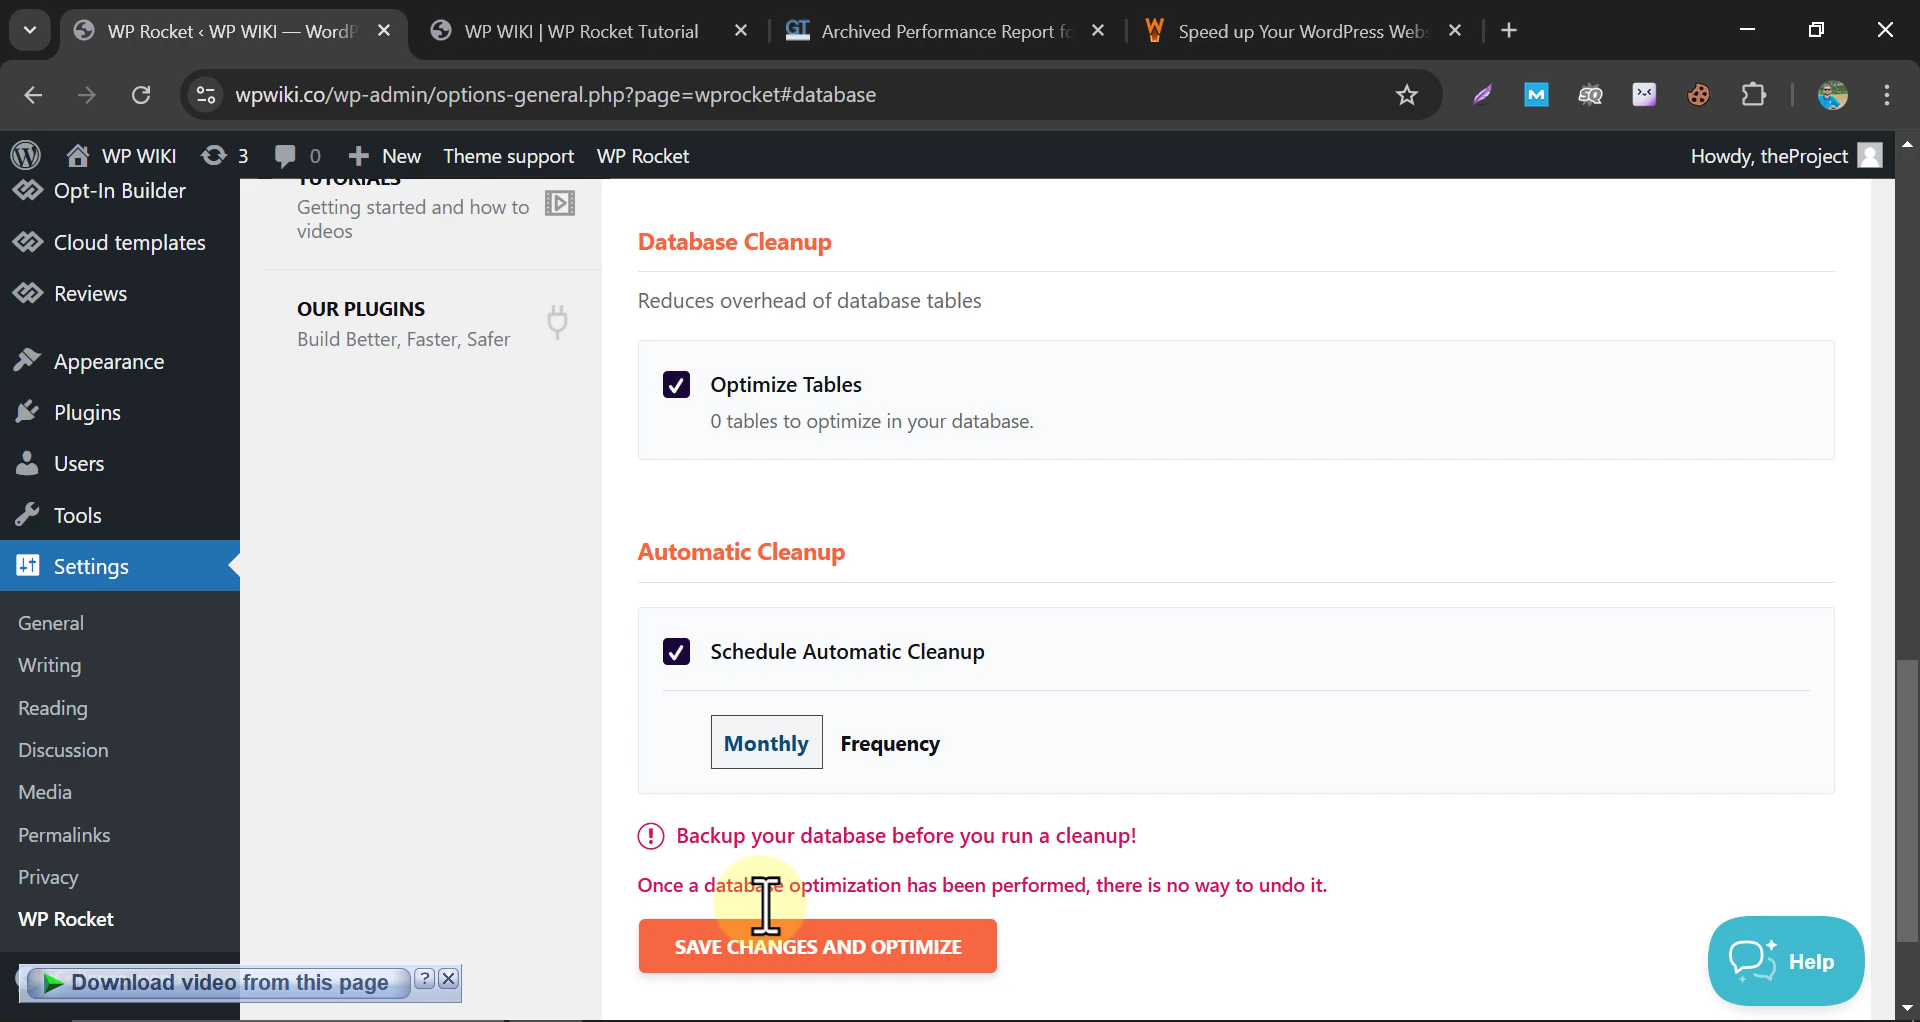 WP Rocket ‹ WP WIKI — WordP
WP WIKI | WP Rocket Tutorial
GT
Archived Performance Report fo
Speed up Your WordPress Webs
wpwiki.co/wp-admin/options-general.php?page=wprocket#database
WP WIKI
3
0
New
Theme support
WP Rocket
Howdy, theProject
Opt-In Builder
Cloud templates
Reviews
Appearance
Plugins
Users
Tools
Settings
General
Writing
Reading
Discussion
Media
Permalinks
Privacy
WP Rocket
Download video from this page
?
TUTORIALS
Getting started and how to
videos
OUR PLUGINS
Build Better, Faster, Safer
Database Cleanup
Reduces overhead of database tables
Optimize Tables
0 tables to optimize in your database.
Automatic Cleanup
Schedule Automatic Cleanup
Monthly
Frequency
Backup your database before you run a cleanup!
Once a database optimization has been performed, there is no way to undo it.
SAVE CHANGES AND OPTIMIZE
Help